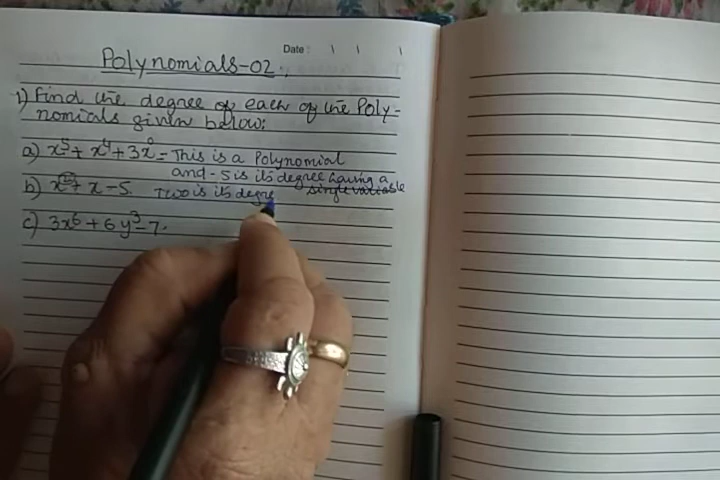 Date :
Polynomials-02.
1) Find the degree of each of the Poly-
nomials given below:
a) x⁵ + x⁴ + 3x⁰ = This is a Polynomial
and -5 is its degree having a
single variable
b) x² + x - 5 Two is its degre
c) 3x⁶ + 6y³ - 7.